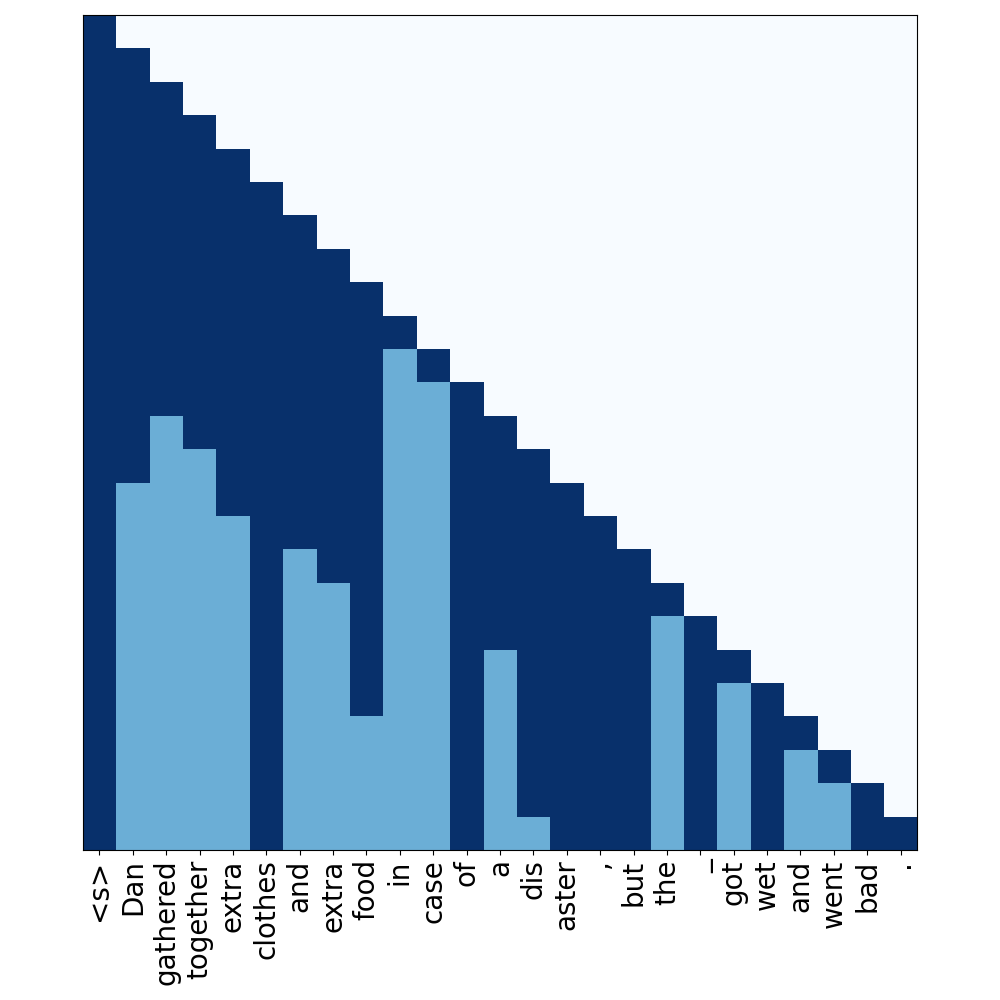 <s> Dan gathered together extra clothes and extra food in case of a dis aster , but the _ got wet and went bad .